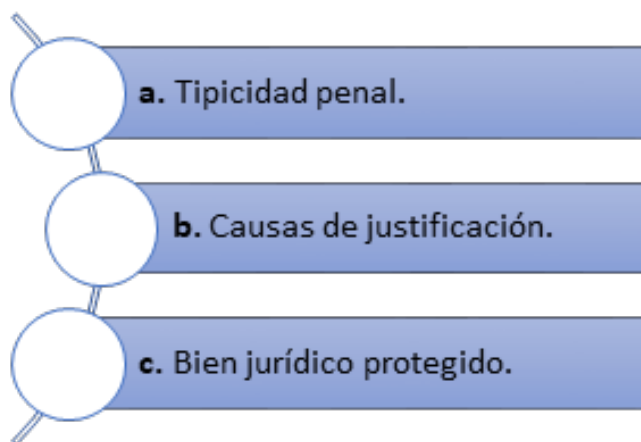 a. Tipicidad penal.
b. Causas de justificación.
c. Bien jurídico protegido.